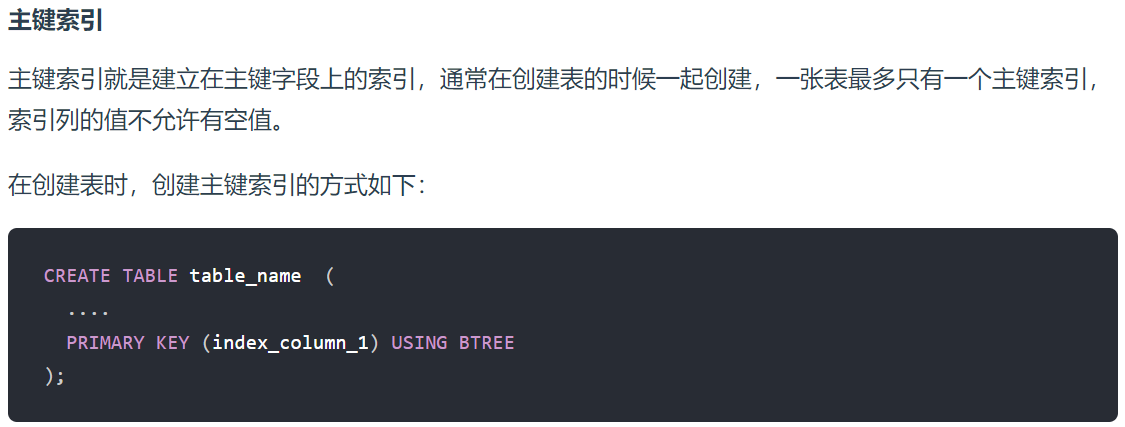 主键索引
主键索引就是建立在主键字段上的索引，通常在创建表的时候一起创建，一张表最多只有一个主键索引，
索引列的值不允许有空值。
在创建表时，创建主键索引的方式如下：
CREATE TABLE table_name  (
  ....
  PRIMARY KEY (index_column_1) USING BTREE
);